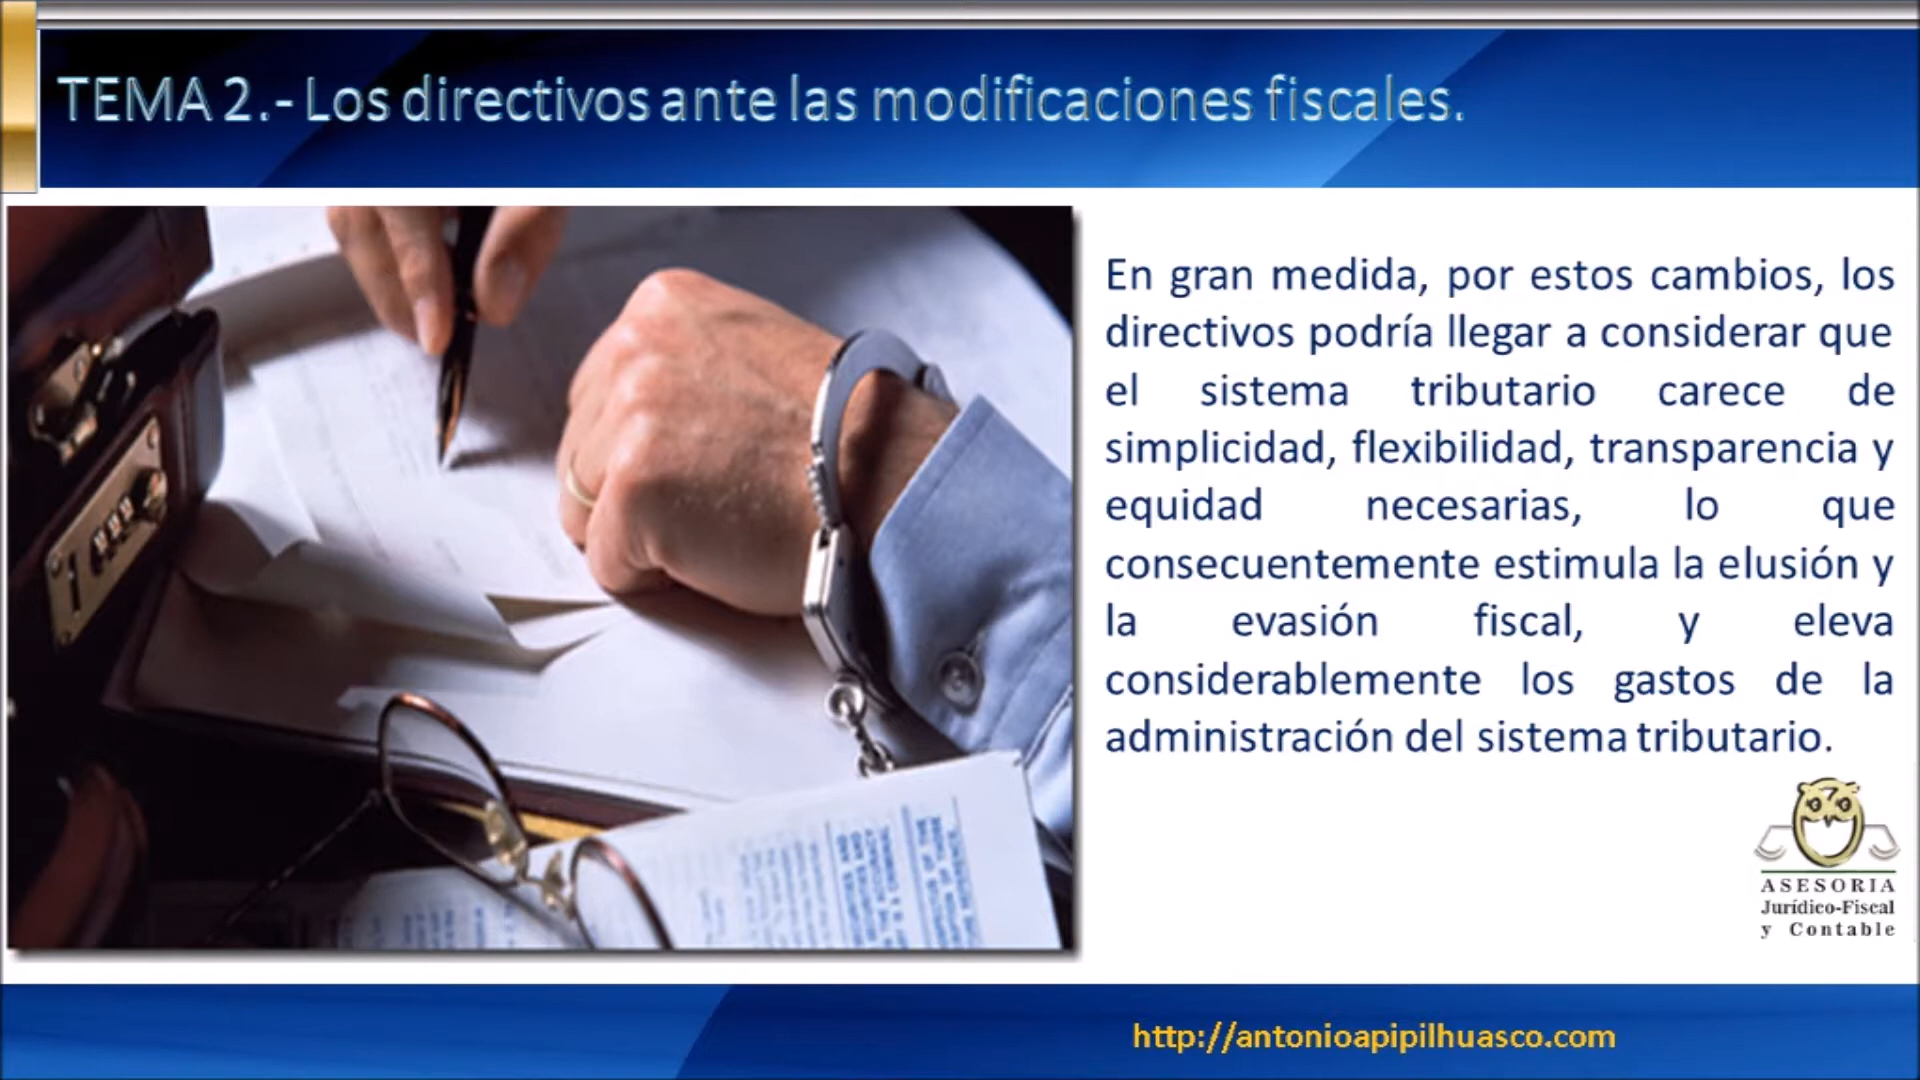 TEMA 2.- Los directivos ante las modificaciones fiscales.
En gran medida, por estos cambios, los
directivos podría llegar a considerar que
el sistema tributario carece de
simplicidad, flexibilidad, transparencia y
equidad necesarias, lo que
consecuentemente estimula la elusión y
la evasión fiscal, y eleva
considerablemente los gastos de la
administración del sistema tributario.
ASESORIA
Jurídico-Fiscal
y Contable
http://antonioapipilhuasco.com